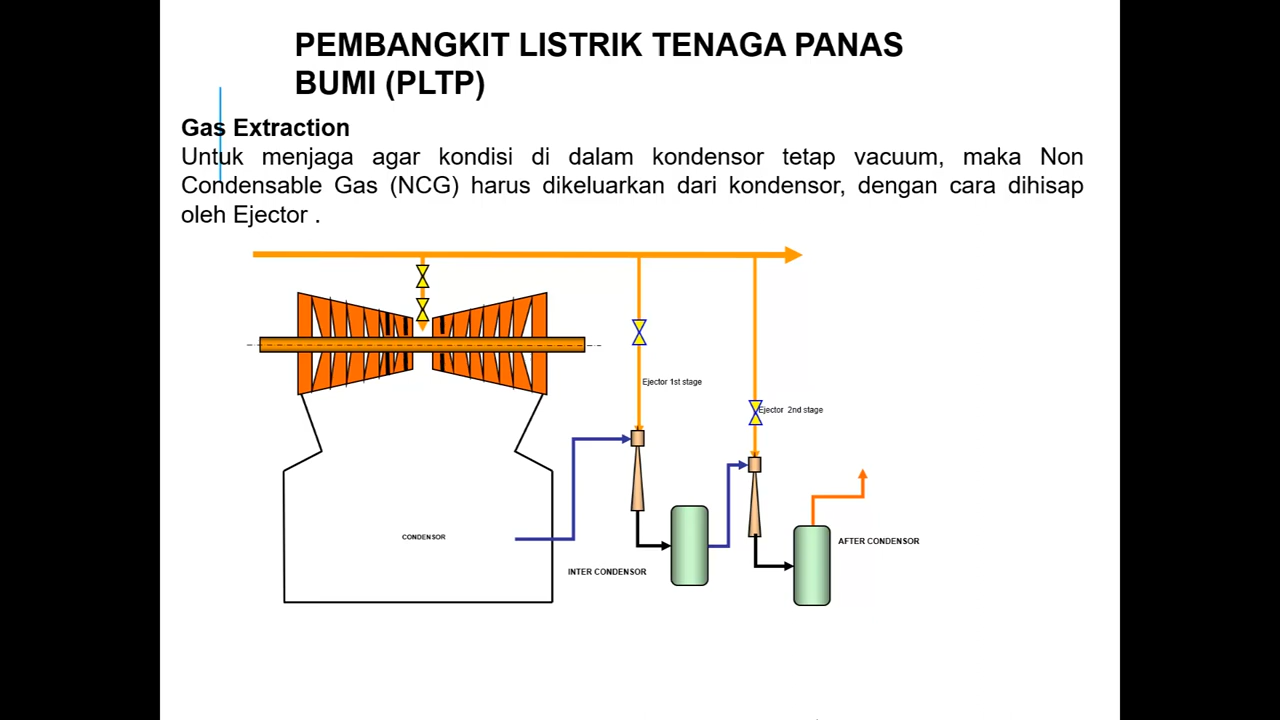 PEMBANGKIT LISTRIK TENAGA PANAS
BUMI (PLTP)
Gas Extraction
Untuk menjaga agar kondisi di dalam kondensor tetap vacuum, maka Non
Condensable Gas (NCG) harus dikeluarkan dari kondensor, dengan cara dihisap
oleh Ejector .
Ejector 1st stage
Ejector 2nd stage
CONDENSOR
AFTER CONDENSOR
INTER CONDENSOR